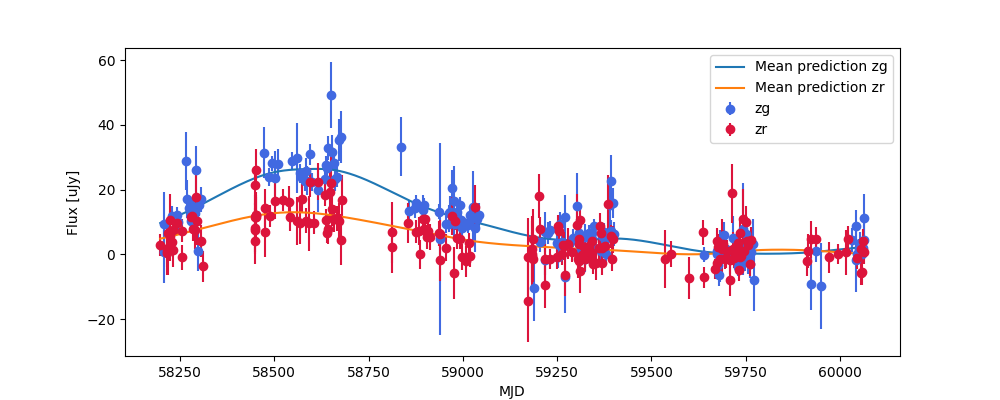 60
40
20
0
−20
Flux [uJy]
58250
58500
58750
59000
59250
59500
59750
60000
MJD
Mean prediction zg
Mean prediction zr
zg
zr